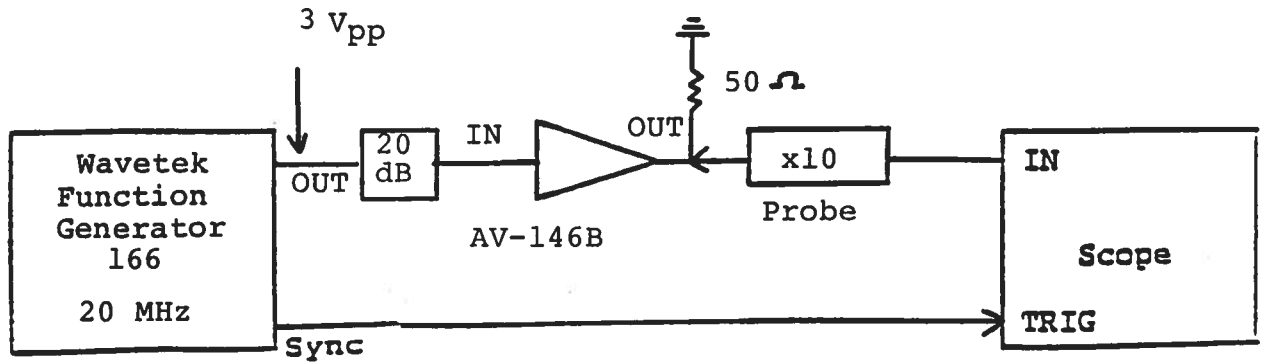 3 Vpp
50 Ω
Wavetek
Function
Generator
166
20 MHz
OUT
20
dB
IN
AV-146B
OUT
x10
Probe
IN
Scope
TRIG
Sync